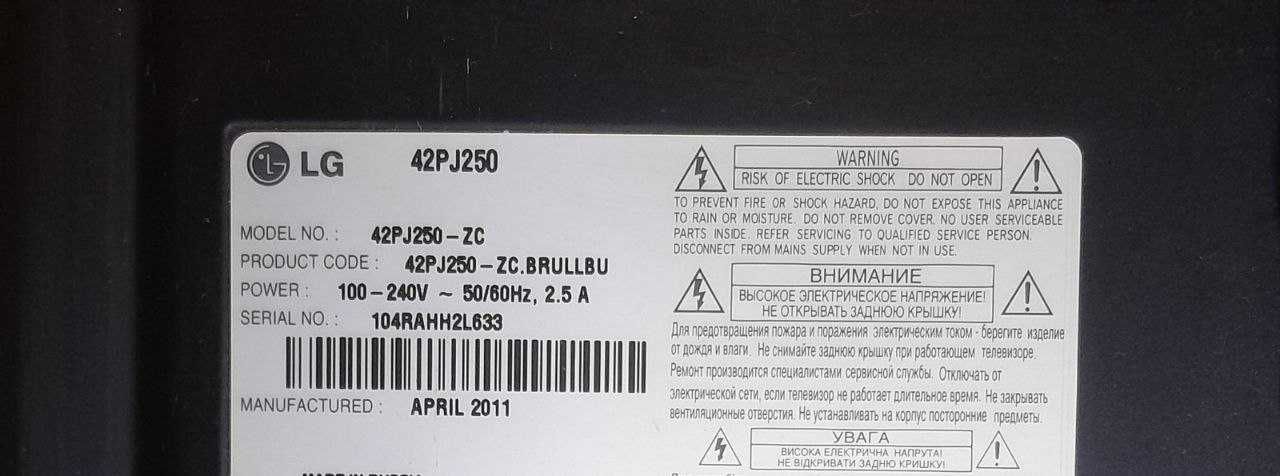 LG 42PJ250
MODEL NO. : 42PJ250-ZC
PRODUCT CODE : 42PJ250-ZC.BRULLBU
POWER : 100-240V ~ 50/60Hz, 2.5 A
SERIAL NO. : 104RAHH2L633
MANUFACTURED : APRIL 2011
WARNING
RISK OF ELECTRIC SHOCK DO NOT OPEN
TO PREVENT FIRE OR SHOCK HAZARD, DO NOT EXPOSE THIS APPLIANCE
TO RAIN OR MOISTURE. DO NOT REMOVE COVER. NO USER SERVICEABLE
PARTS INSIDE. REFER SERVICING TO QUALIFIED SERVICE PERSON.
DISCONNECT FROM MAINS SUPPLY WHEN NOT IN USE.
ВНИМАНИЕ
ВЫСОКОЕ ЭЛЕКТРИЧЕСКОЕ НАПРЯЖЕНИЕ!
НЕ ОТКРЫВАТЬ ЗАДНЮЮ КРЫШКУ!
Для предотвращения пожара и поражения электрическим током - берегите изделие
от дождя и влаги. Не снимайте заднюю крышку при работающем телевизоре.
Ремонт производится специалистами сервисной службы. Отключать от
электрической сети, если телевизор не работает длительное время. Не закрывать
вентиляционные отверстия. Не устанавливать на корпус посторонние предметы.
УВАГА
ВИСОКА ЕЛЕКТРИЧНА НАПРУГА!
НЕ ВІДКРИВАТИ ЗАДНЮ КРИШКУ!